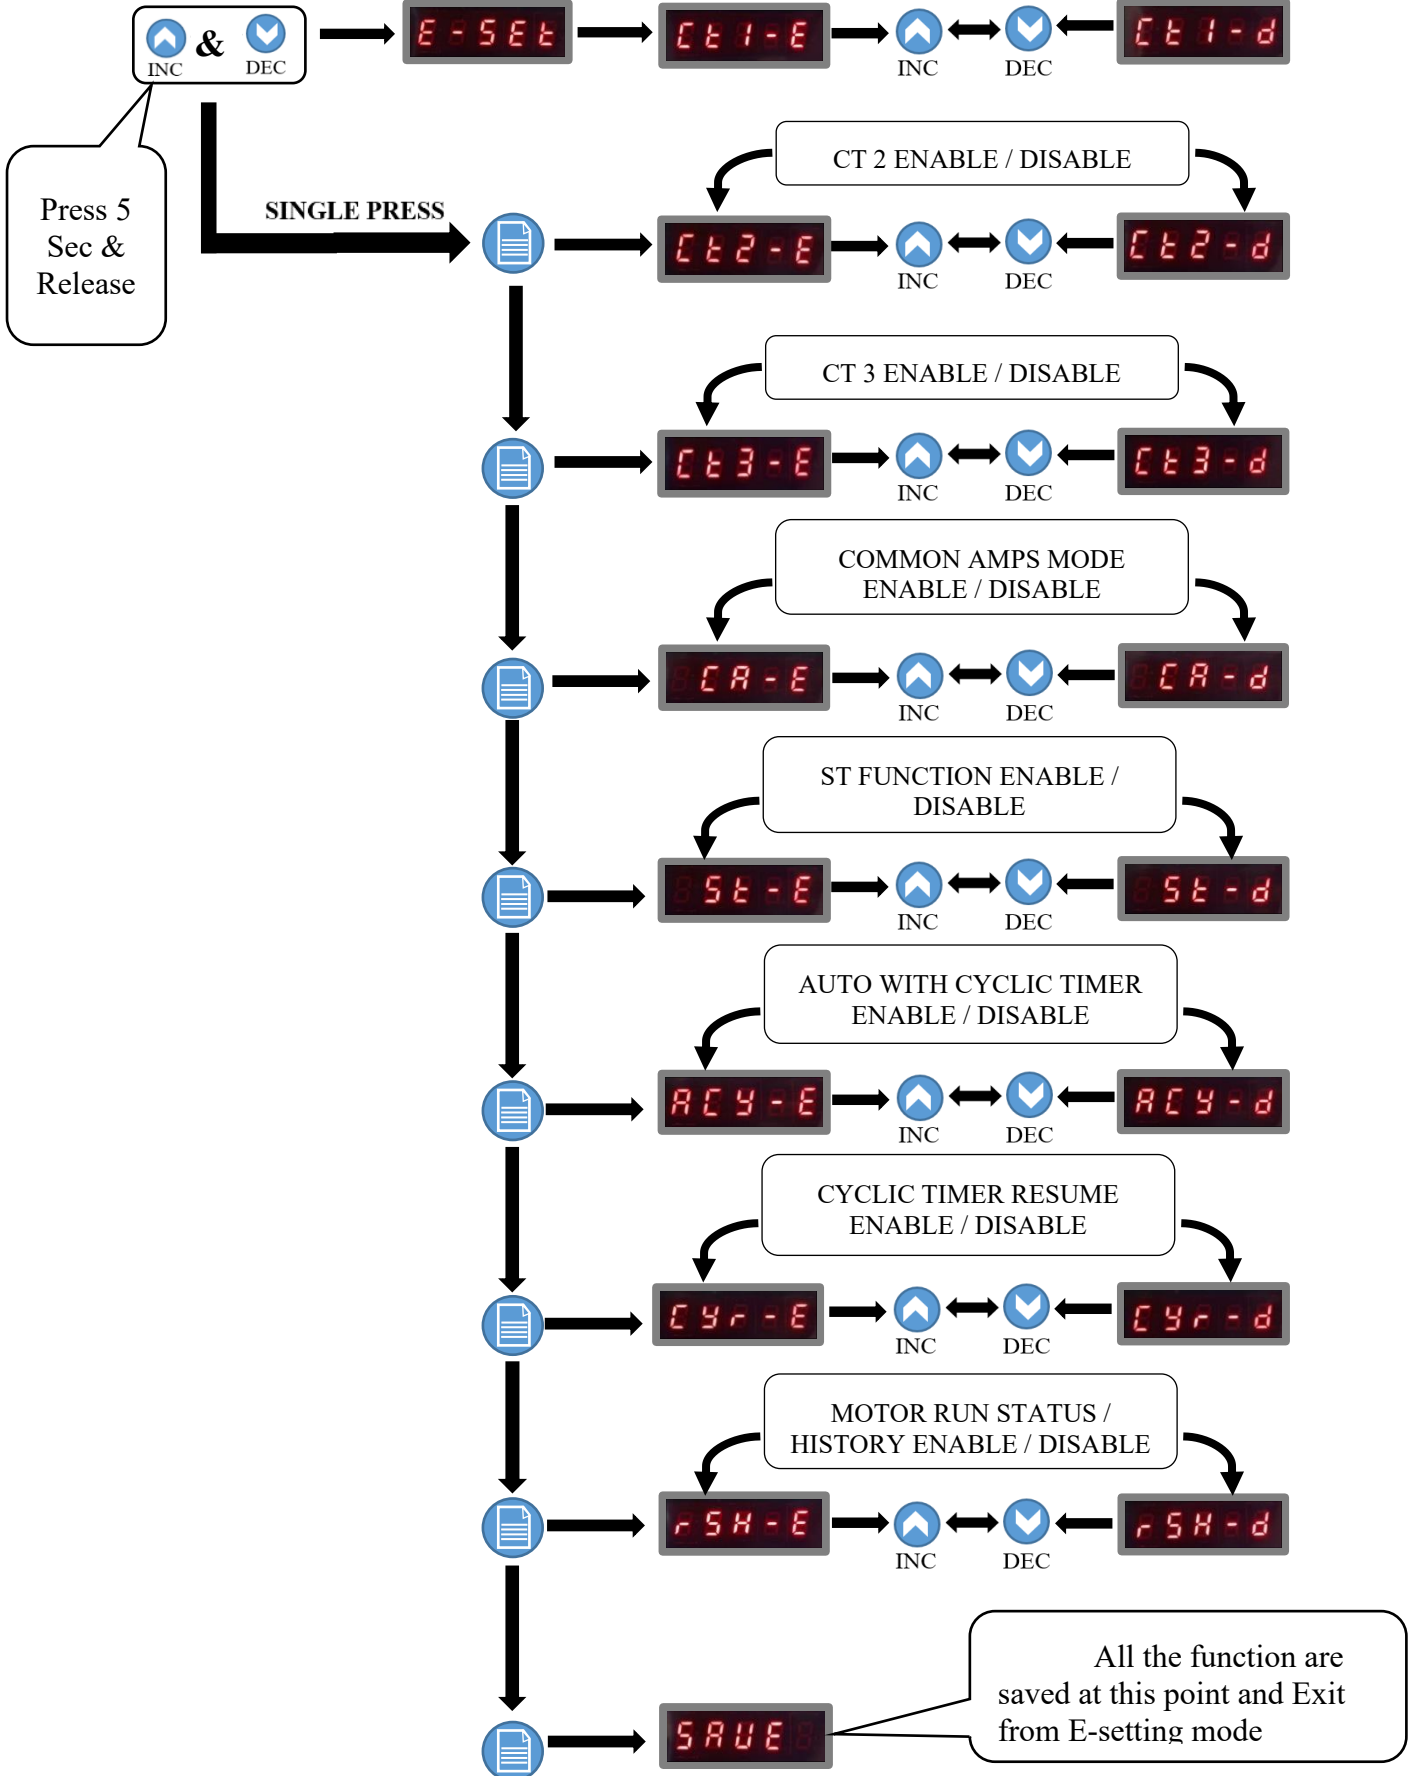 &
INC
DEC
E-SEt
Ct1-E
INC
DEC
Ct1-d
Press 5
Sec &
Release
SINGLE PRESS
CT 2 ENABLE / DISABLE
Ct2-E
INC
DEC
Ct2-d
CT 3 ENABLE / DISABLE
Ct3-E
INC
DEC
Ct3-d
COMMON AMPS MODE
ENABLE / DISABLE
CA-E
INC
DEC
CA-d
ST FUNCTION ENABLE /
DISABLE
St-E
INC
DEC
St-d
AUTO WITH CYCLIC TIMER
ENABLE / DISABLE
ACY-E
INC
DEC
ACY-d
CYCLIC TIMER RESUME
ENABLE / DISABLE
CYr-E
INC
DEC
CYr-d
MOTOR RUN STATUS /
HISTORY ENABLE / DISABLE
rSH-E
INC
DEC
rSH-d
SAVE
All the function are
saved at this point and Exit
from E-setting mode